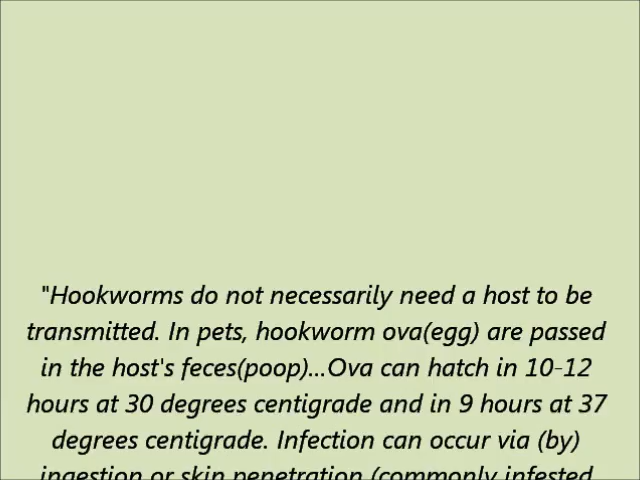 "Hookworms do not necessarily need a host to be
transmitted. In pets, hookworm ova(egg) are passed
in the host's feces(poop)...Ova can hatch in 10-12
hours at 30 degrees centigrade and in 9 hours at 37
degrees centigrade. Infection can occur via (by)
ingestion or skin penetration (commonly infested